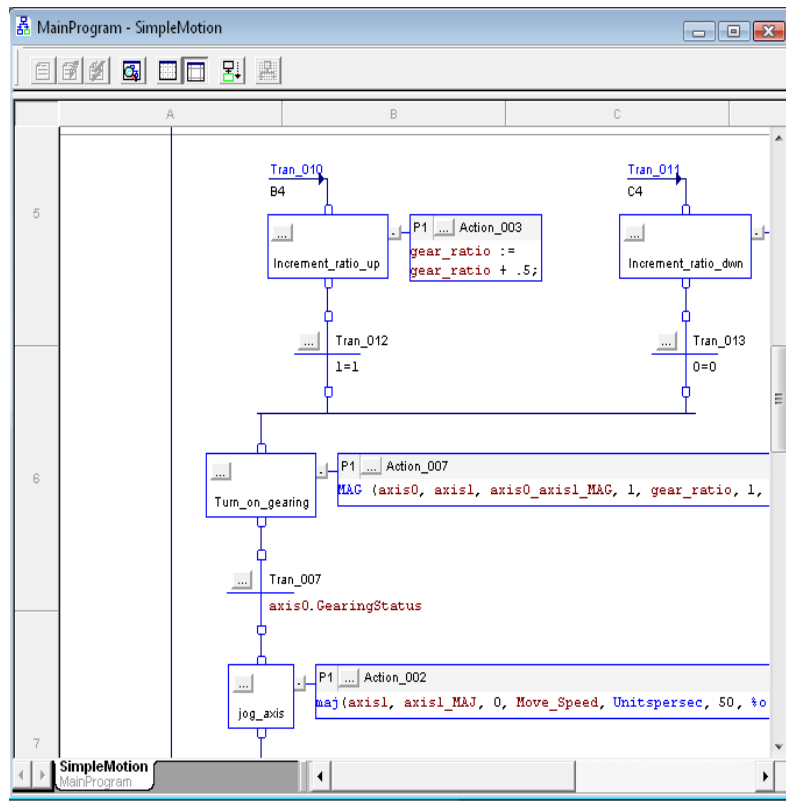 MainProgram - SimpleMotion
A B C
Tran_010 Tran_011
B4 C4
5
... P1 ... Action_003 ...
gear_ratio :=
Increment_ratio_up gear_ratio + .5; Increment_ratio_dwn
... Tran_012 ... Tran_013
1=1 0=0
6
... P1 ... Action_007
MAG (axis0, axis1, axis0_axis1_MAG, 1, gear_ratio, 1,
Turn_on_gearing
... Tran_007
axis0.GearingStatus
... P1 ... Action_002
maj(axis1, axis1_MAJ, 0, Move_Speed, Unitspersec, 50, %o
jog_axis
7
SimpleMotion
MainProgram